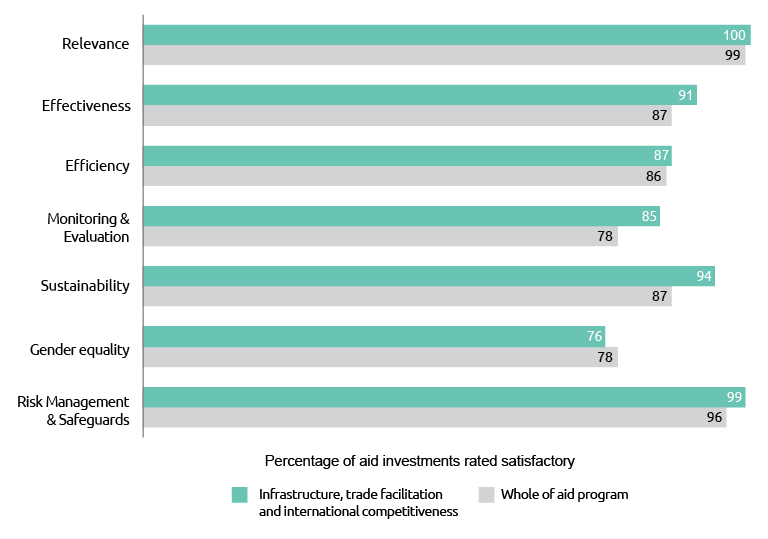 Relevance
100
99
Effectiveness
91
87
Efficiency
87
86
Monitoring &
Evaluation
85
78
Sustainability
94
87
Gender equality
76
78
Risk Management
& Safeguards
99
96
Percentage of aid investments rated satisfactory
Infrastructure, trade facilitation
and international competitiveness
Whole of aid program